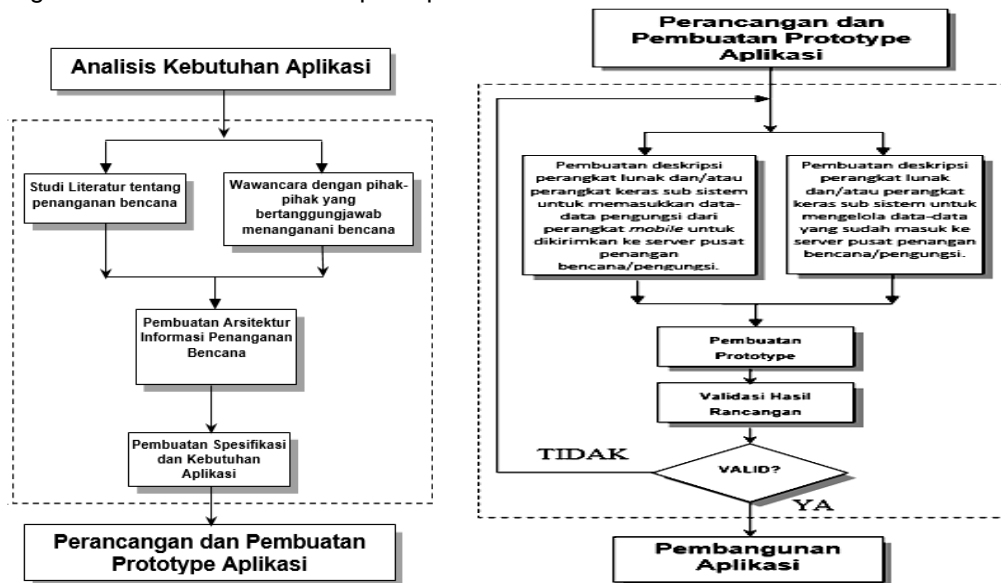 Analisis Kebutuhan Aplikasi
Studi Literatur tentang
penanganan bencana
Wawancara dengan pihak-
pihak yang
bertanggungjawab
menanganani bencana
Pembuatan Arsitektur
Informasi Penanganan
Bencana
Pembuatan Spesifikasi
dan Kebutuhan
Aplikasi
Perancangan dan Pembuatan
Prototype Aplikasi
Perancangan dan
Pembuatan Prototype
Aplikasi
Pembuatan deskripsi
perangkat lunak dan/atau
perangkat keras sub sistem
untuk memasukkan data-
data pengungsi dari
perangkat mobile untuk
dikirimkan ke server pusat
penangan
bencana/pengungsi.
Pembuatan deskripsi
perangkat lunak
dan/atau perangkat
keras sub sistem untuk
mengelola data-data
yang sudah masuk ke
server pusat penangan
bencana/pengungsi.
Pembuatan
Prototype
Validasi Hasil
Rancangan
TIDAK
VALID?
YA
Pembangunan
Aplikasi